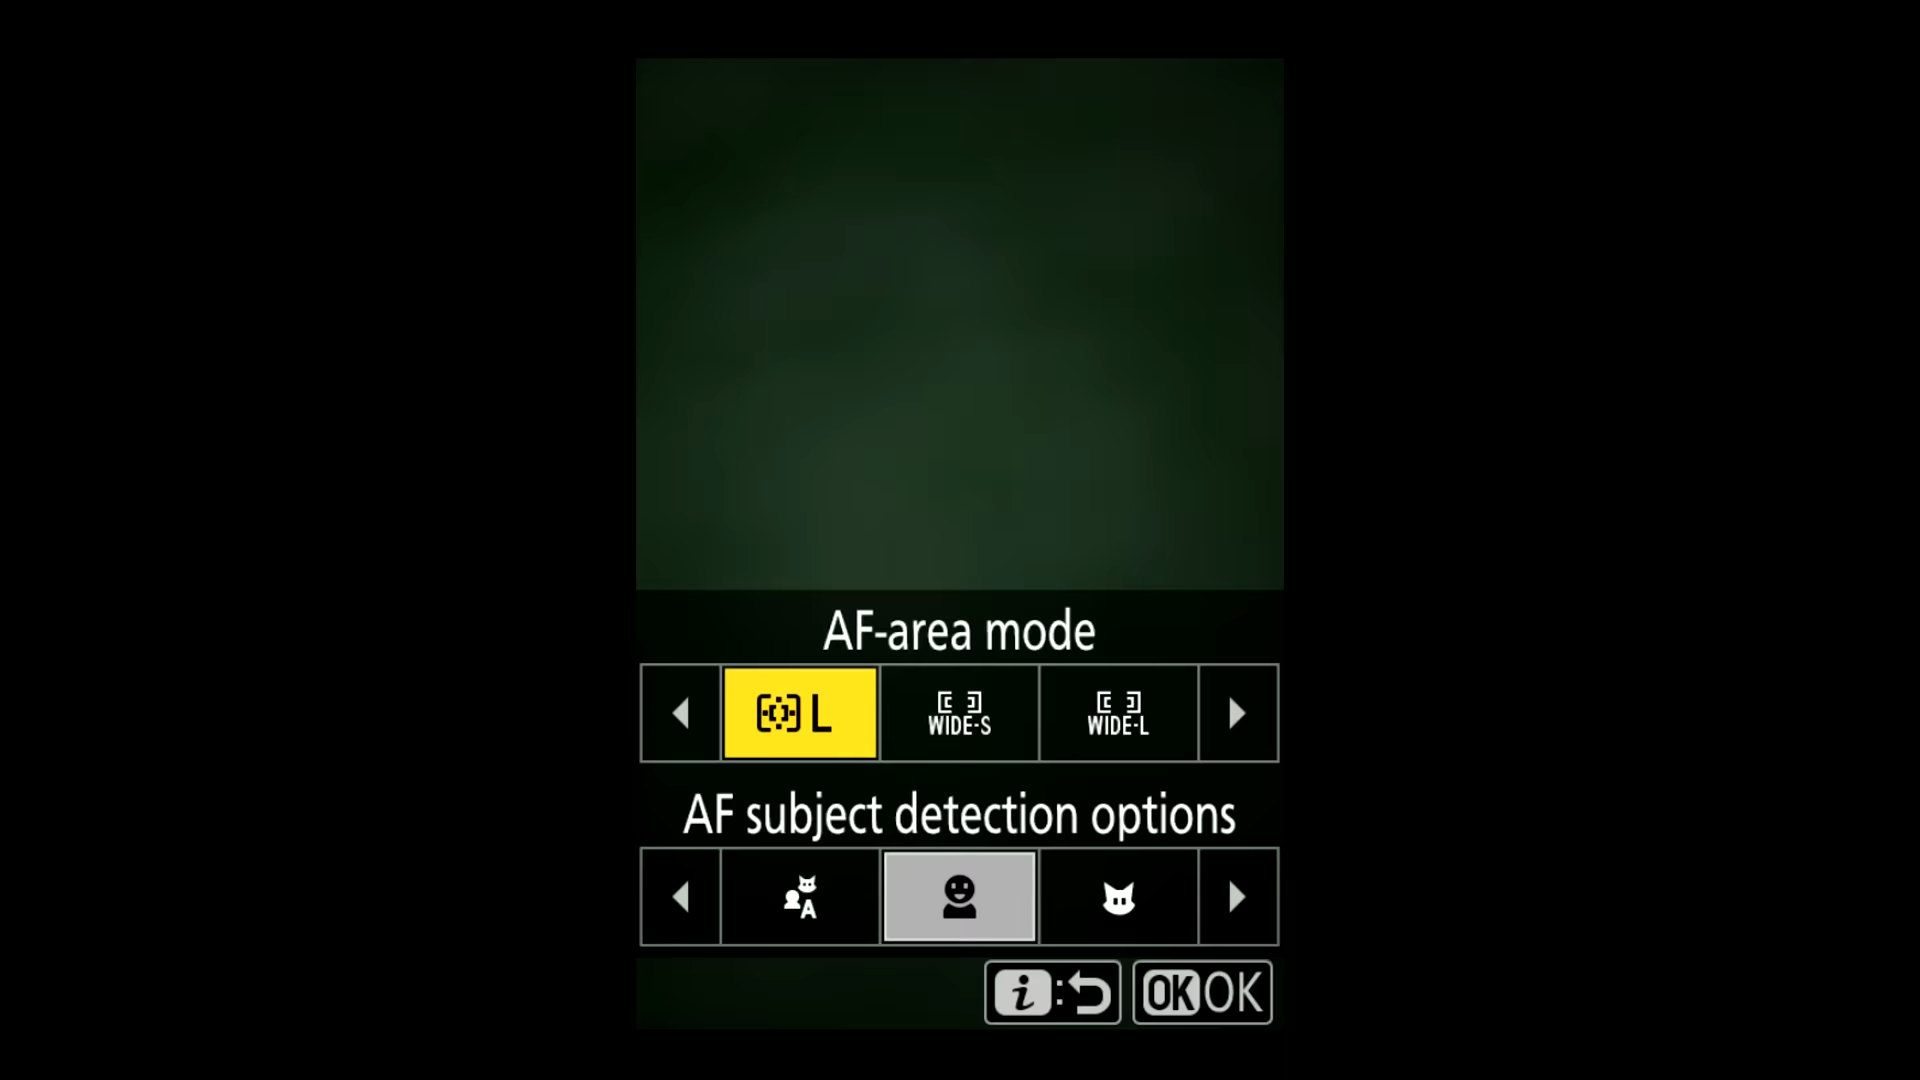 AF-area mode
L WIDE-S WIDE-L
AF subject detection options
A
i : OK OK